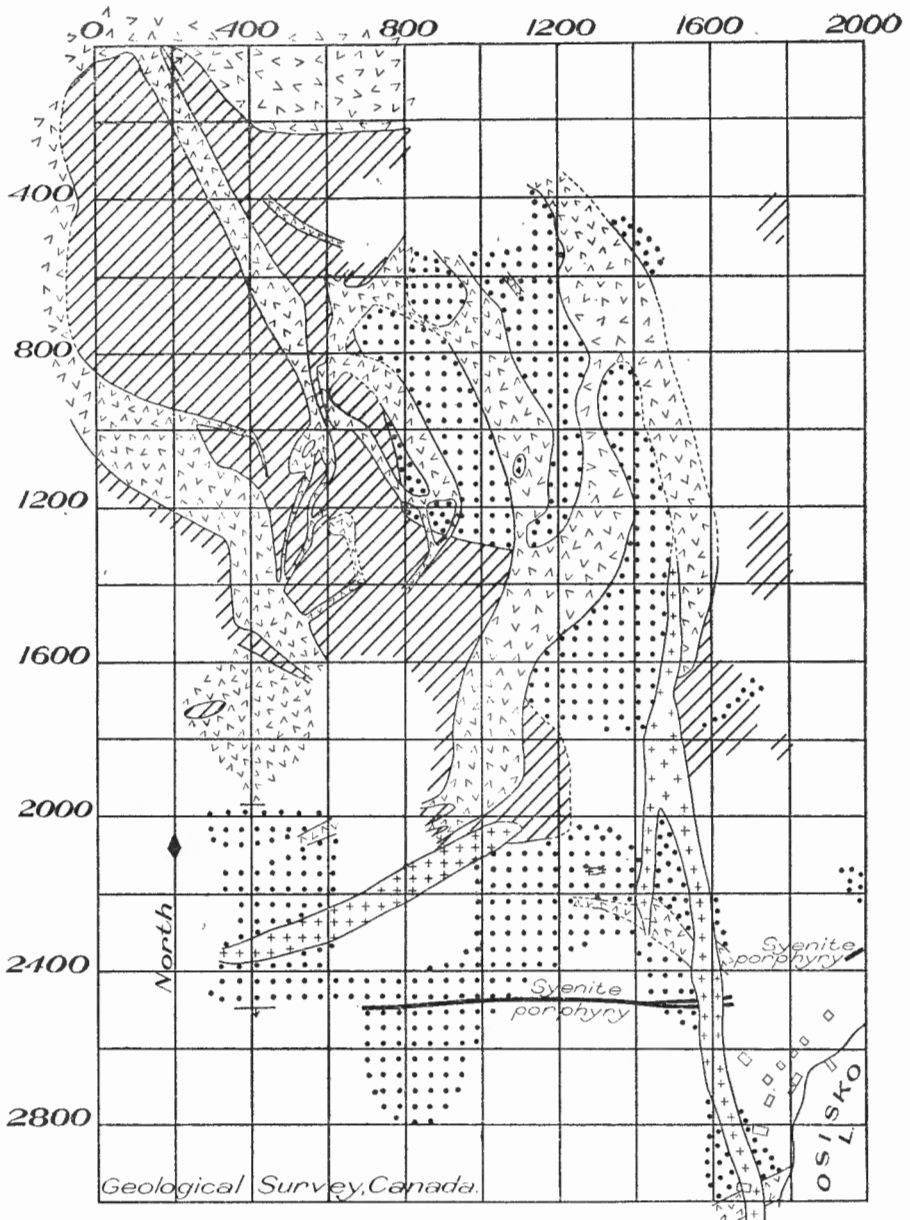 0 400 800 1200 1600 2000
400
800
1200
1600
2000
North
2400
Syenite
porphyry
Syenite
porphyry
2800
OSISKO
L.
Geological Survey, Canada.